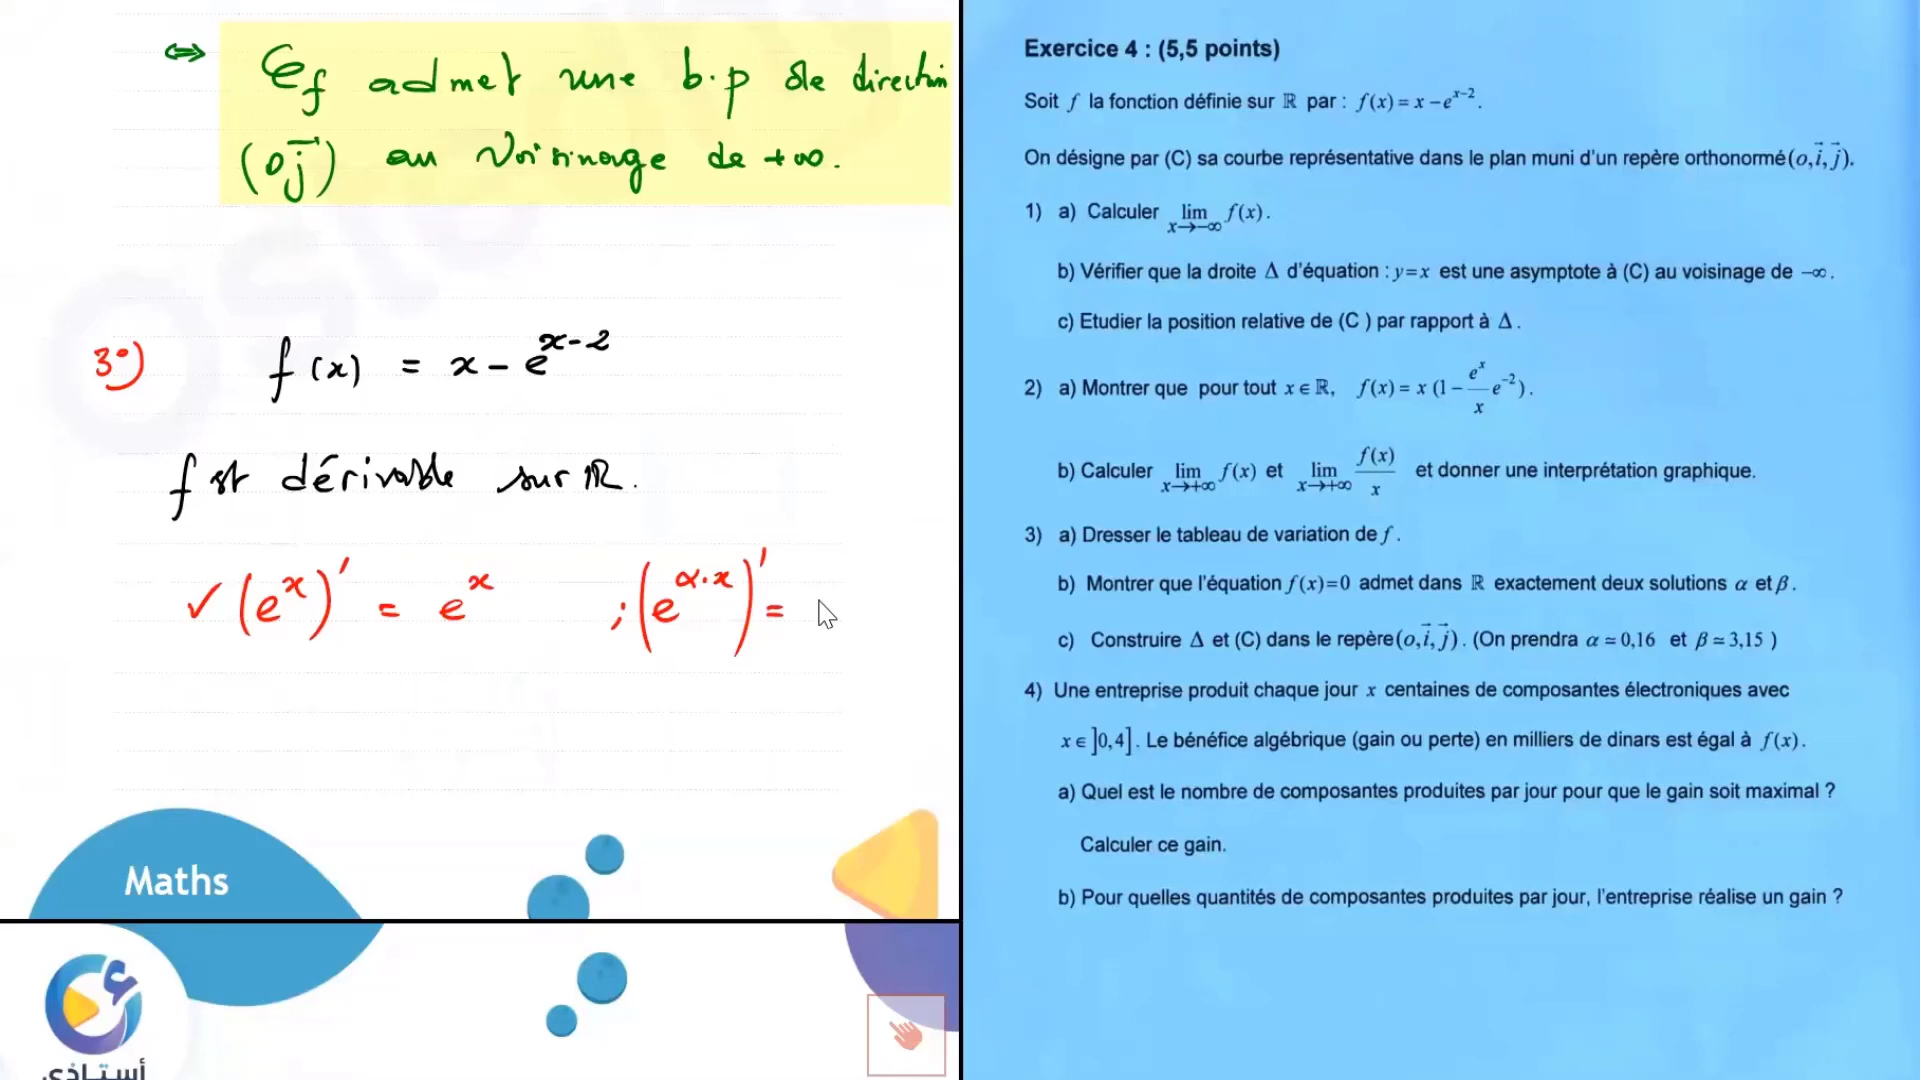 ⇔ 𝒞f admet une b.p de direction
(oj⃗) au voisinage de +∞.
3°) f(x) = x - e^(x-2)
f est dérivable sur ℝ.
✓ (e^x)' = e^x ; (e^(α.x))' =
Maths
أستاذي
Exercice 4 : (5,5 points)
Soit f la fonction définie sur ℝ par : f(x) = x - e^(x-2).
On désigne par (C) sa courbe représentative dans le plan muni d'un repère orthonormé (o, i⃗, j⃗).
1) a) Calculer lim x→-∞ f(x).
b) Vérifier que la droite Δ d'équation : y = x est une asymptote à (C) au voisinage de -∞.
c) Etudier la position relative de (C ) par rapport à Δ.
2) a) Montrer que pour tout x ∈ ℝ, f(x) = x (1 - e^x/x e^-2).
b) Calculer lim x→+∞ f(x) et lim x→+∞ f(x)/x et donner une interprétation graphique.
3) a) Dresser le tableau de variation de f.
b) Montrer que l'équation f(x)=0 admet dans ℝ exactement deux solutions α et β.
c) Construire Δ et (C) dans le repère (o, i⃗, j⃗). (On prendra α ≃ 0,16 et β ≃ 3,15 )
4) Une entreprise produit chaque jour x centaines de composantes électroniques avec
x ∈ ]0,4]. Le bénéfice algébrique (gain ou perte) en milliers de dinars est égal à f(x).
a) Quel est le nombre de composantes produites par jour pour que le gain soit maximal ?
Calculer ce gain.
b) Pour quelles quantités de composantes produites par jour, l'entreprise réalise un gain ?